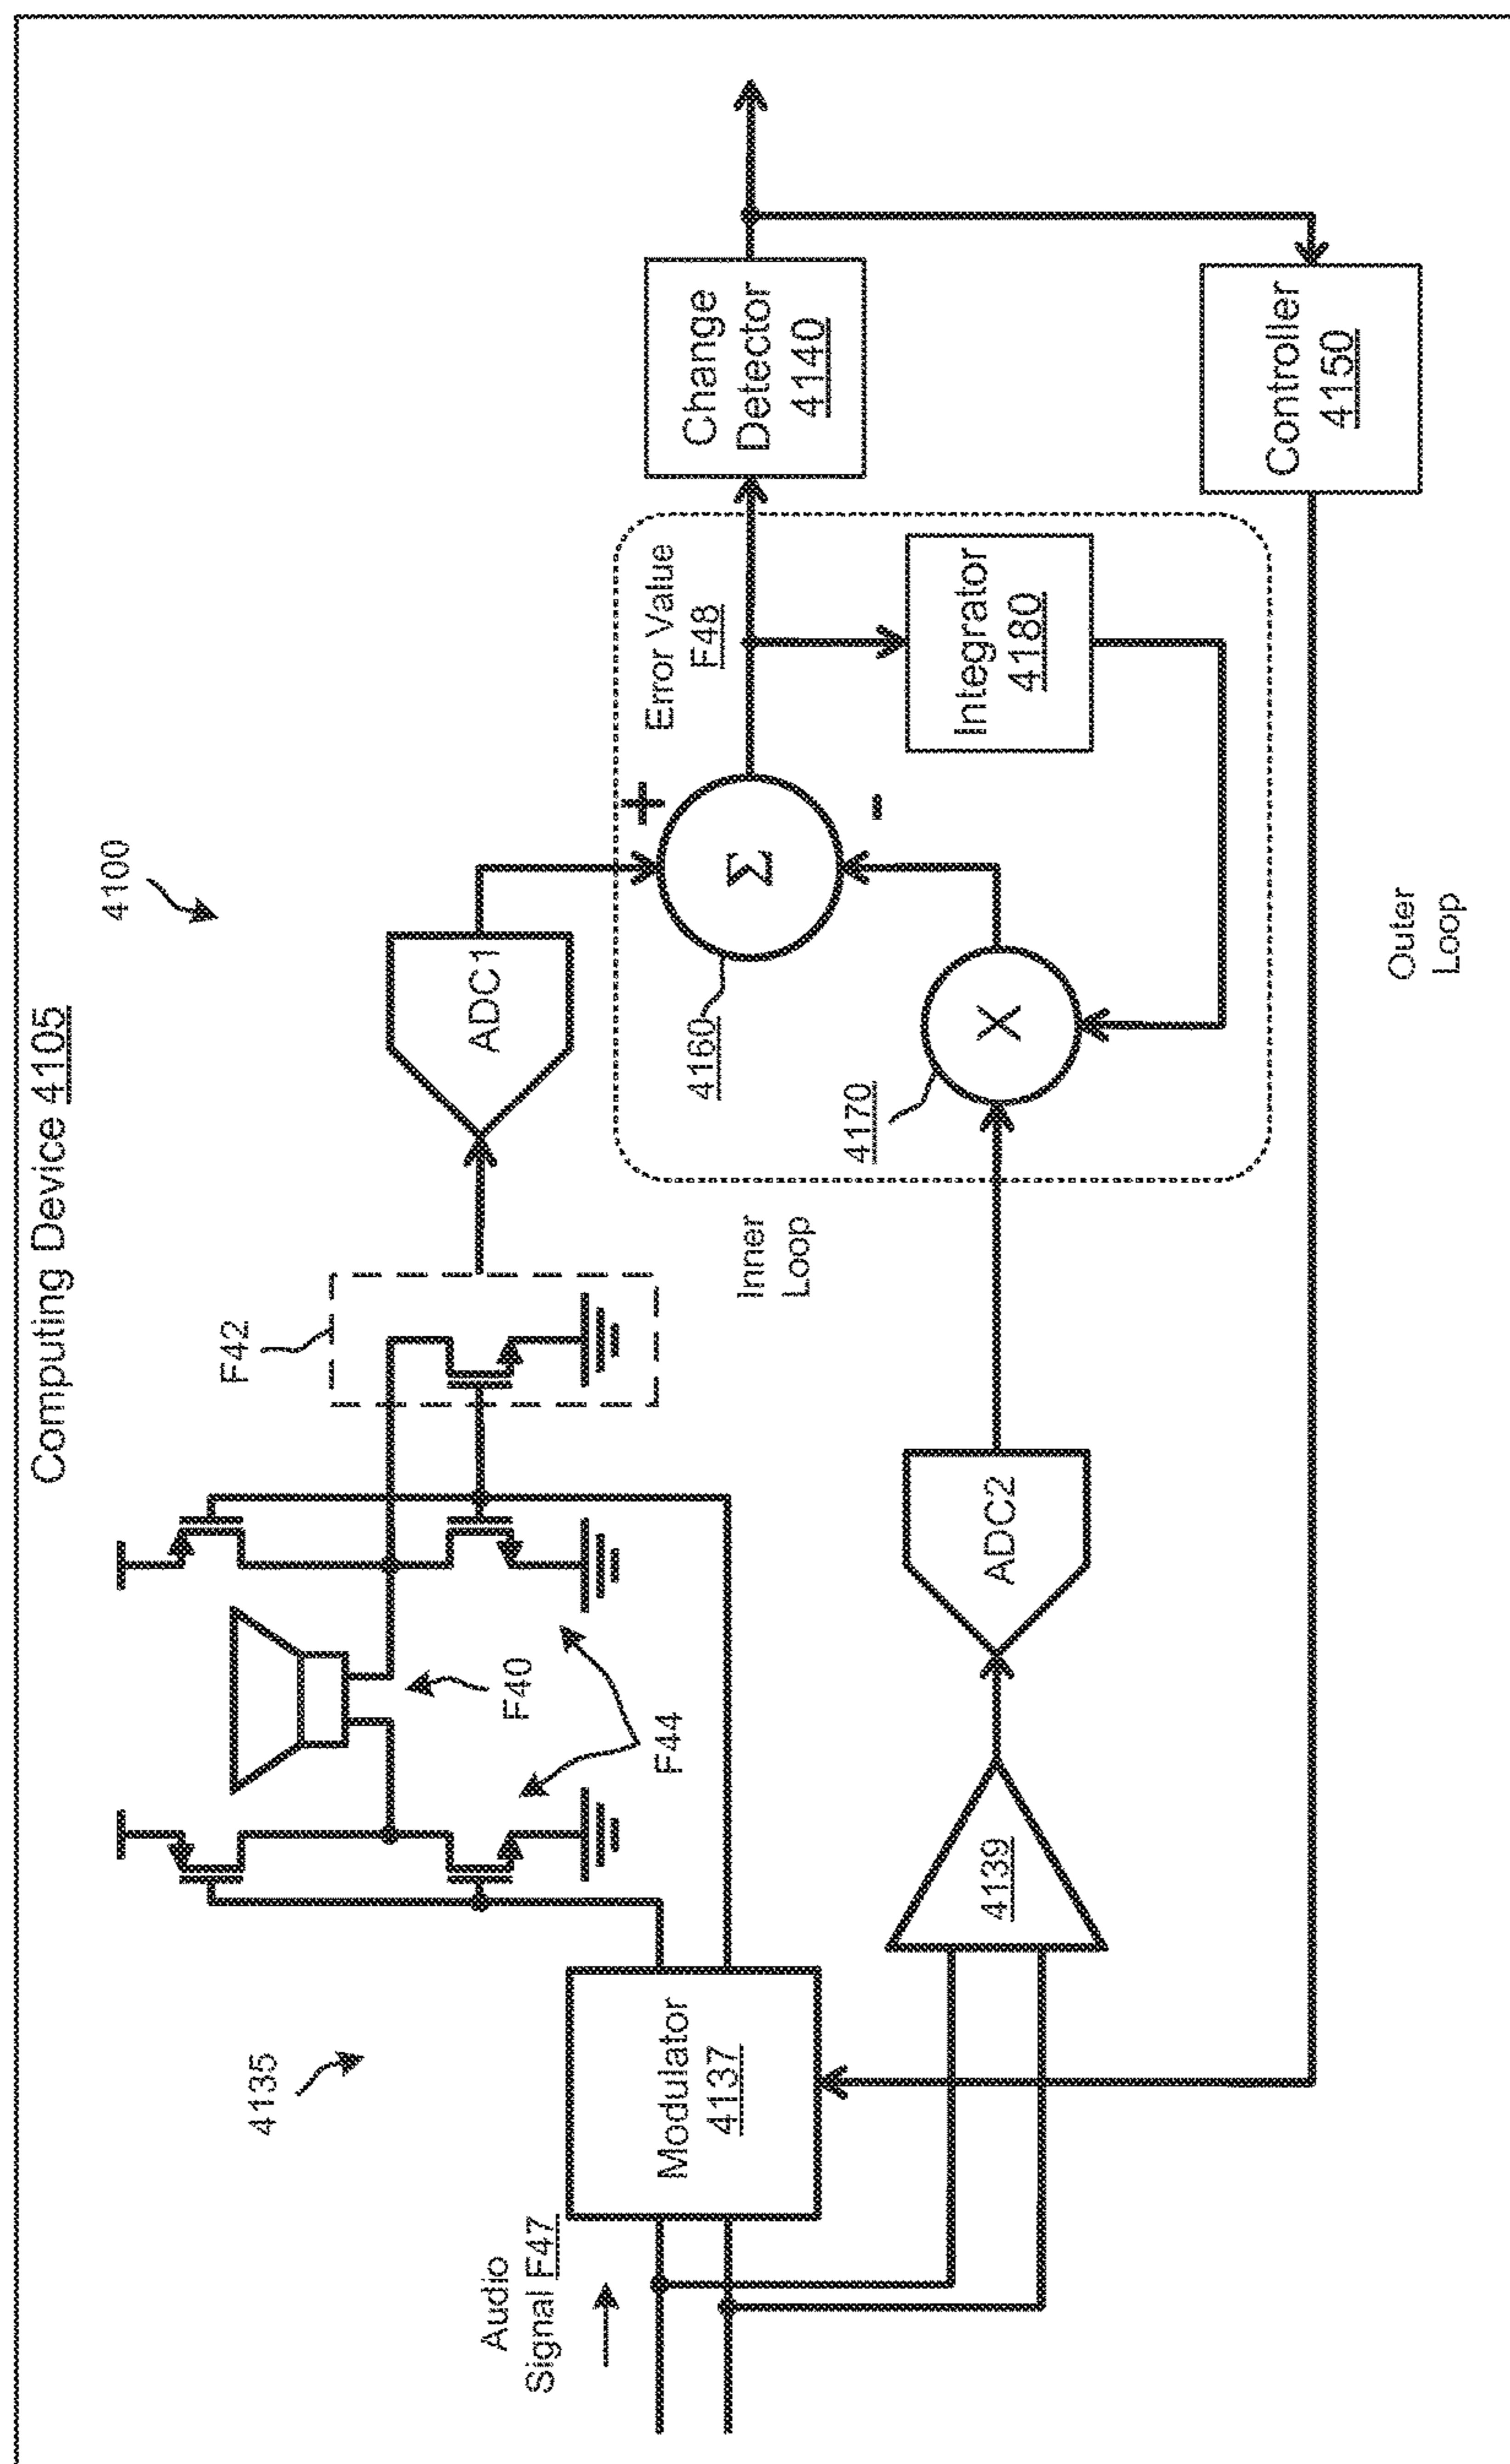 Computing Device 4105
4100
4135
F42
F40
F44
ADC1
Audio
Signal F47
Modulator
4137
Inner
Loop
4160
+
Σ
-
Error Value
F48
Change
Detector
4140
4139
ADC2
4170
X
Integrator
4180
Controller
4150
Outer
Loop